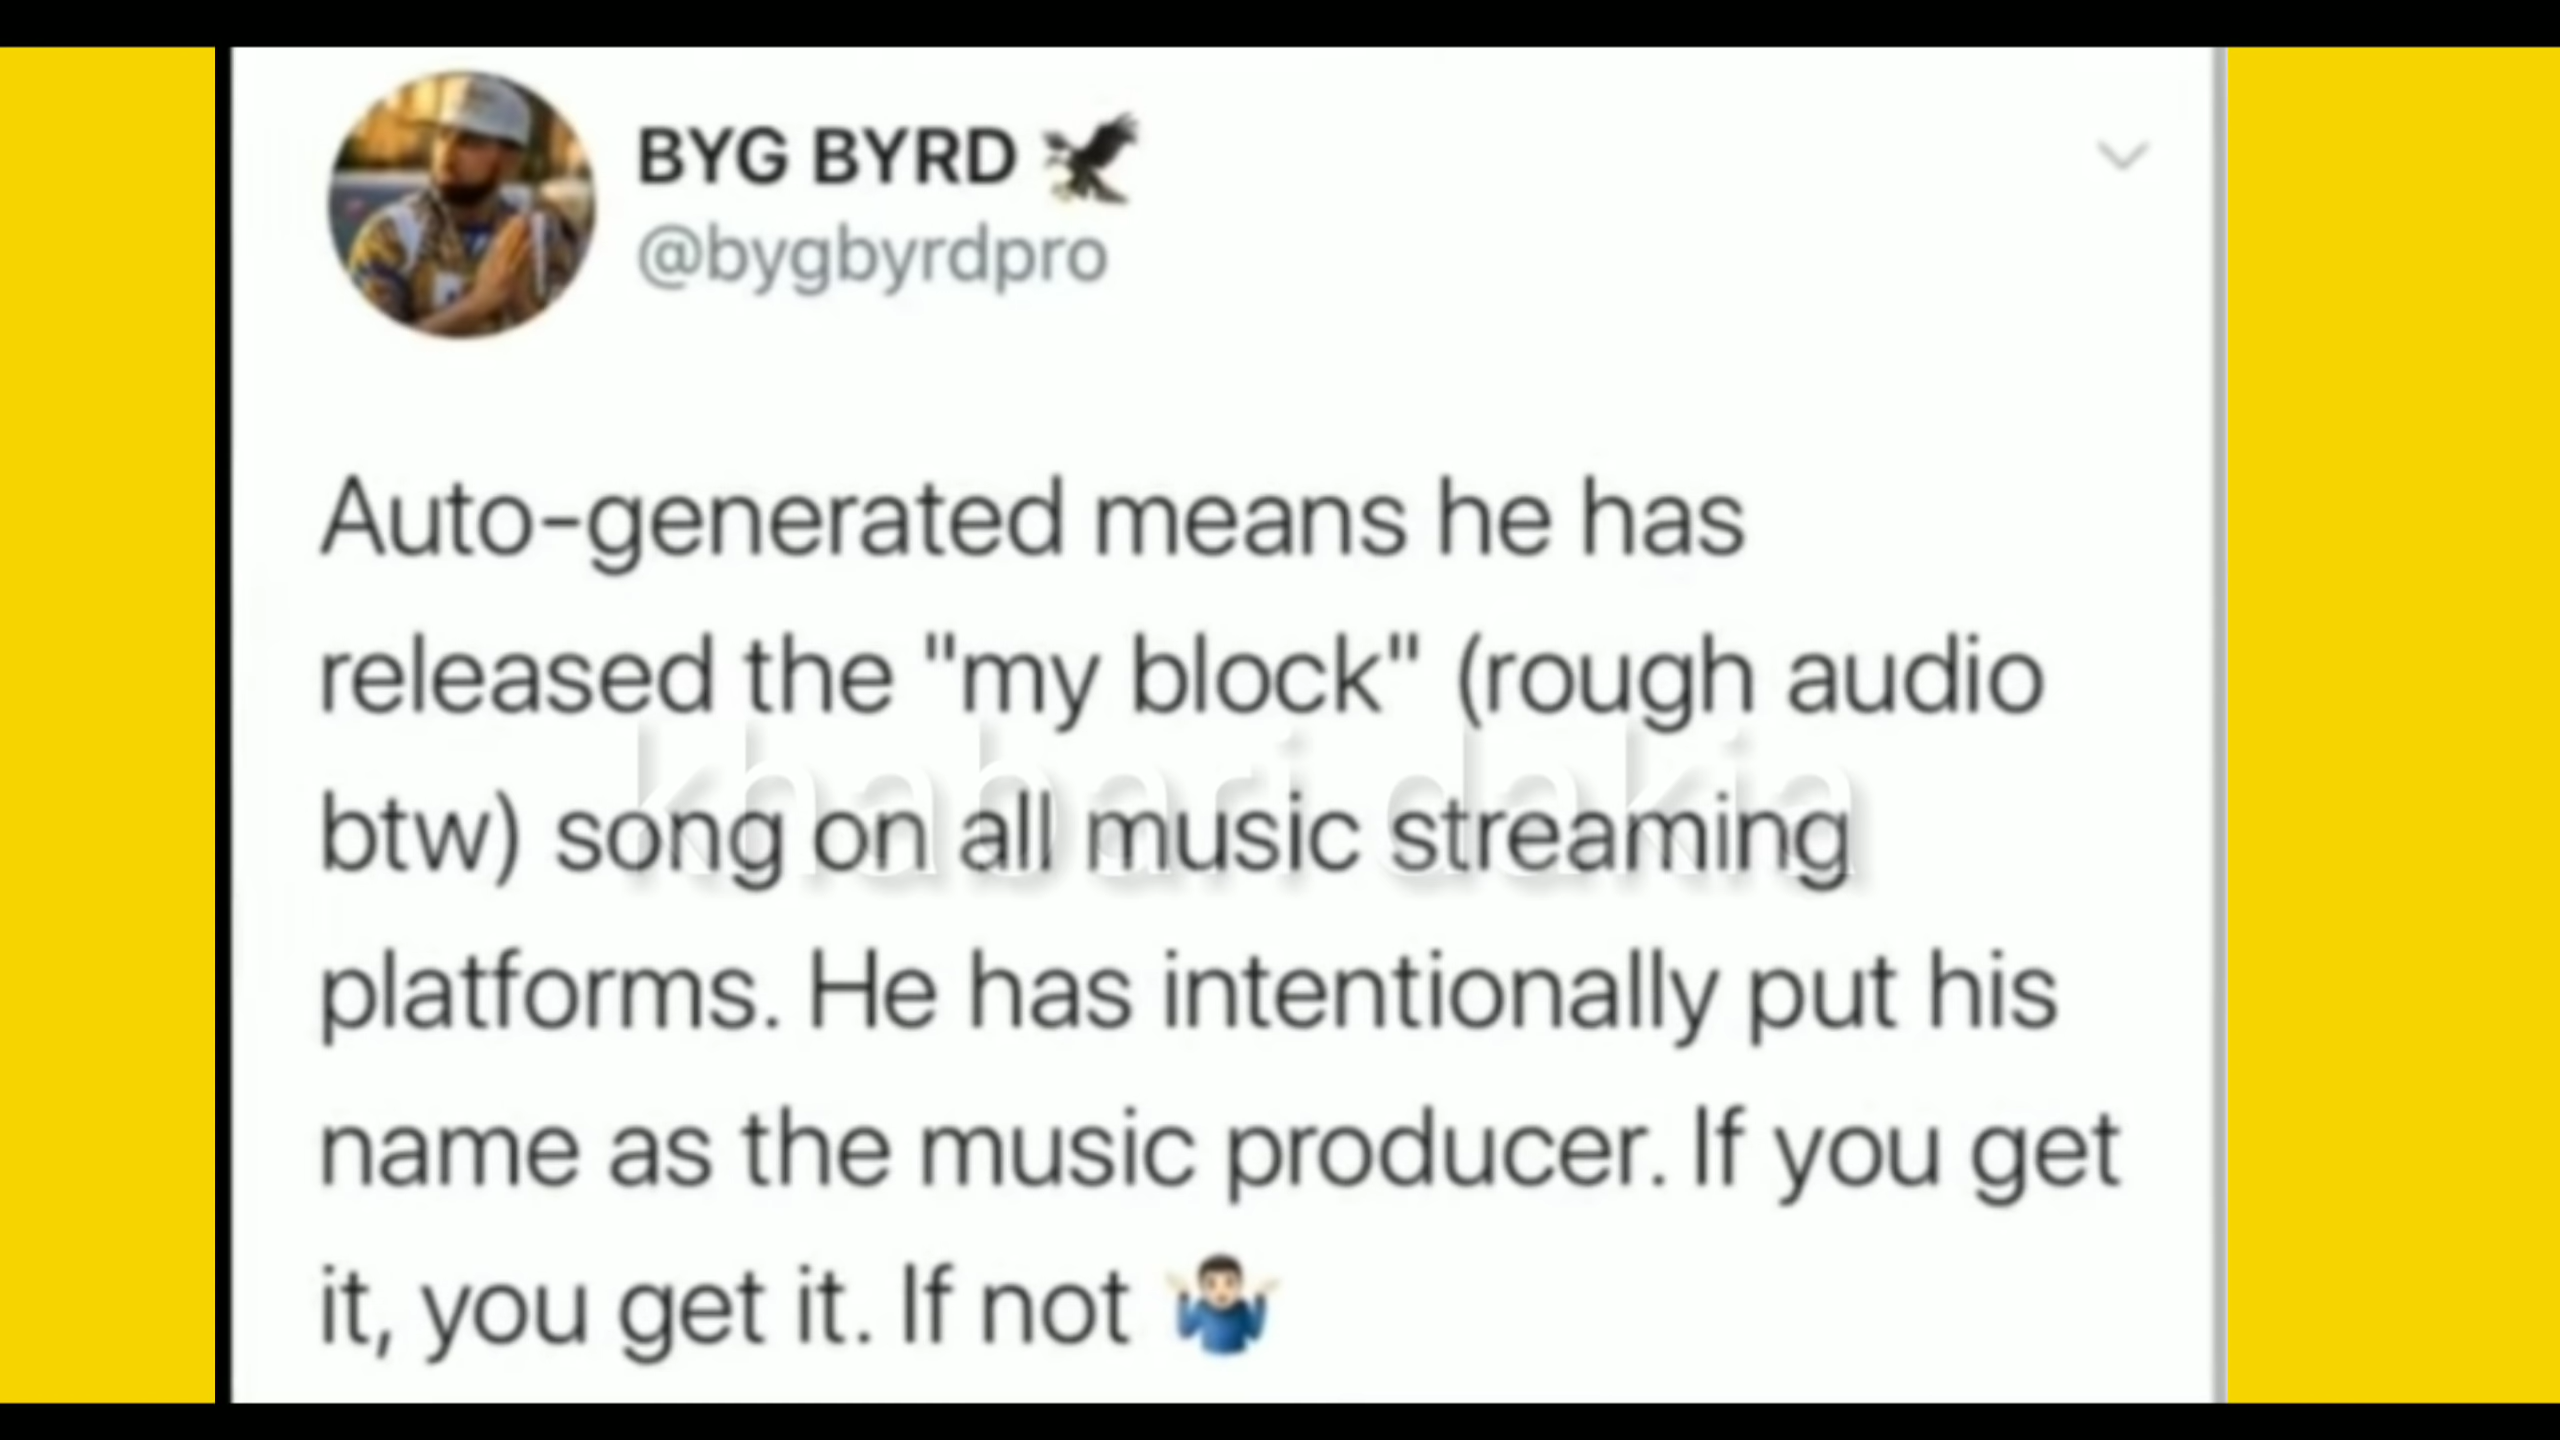 BYG BYRD
@bygbyrdpro
Auto-generated means he has
released the "my block" (rough audio
btw) song on all music streaming
platforms. He has intentionally put his
name as the music producer. If you get
it, you get it. If not
khabari dakia